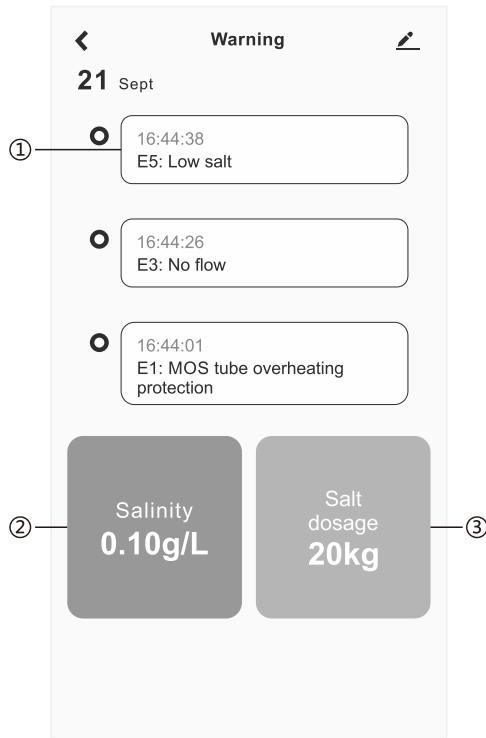 Warning
21 Sept
①
16:44:38
E5: Low salt
16:44:26
E3: No flow
16:44:01
E1: MOS tube overheating
protection
②
Salinity
0.10g/L
Salt
dosage
20kg
③